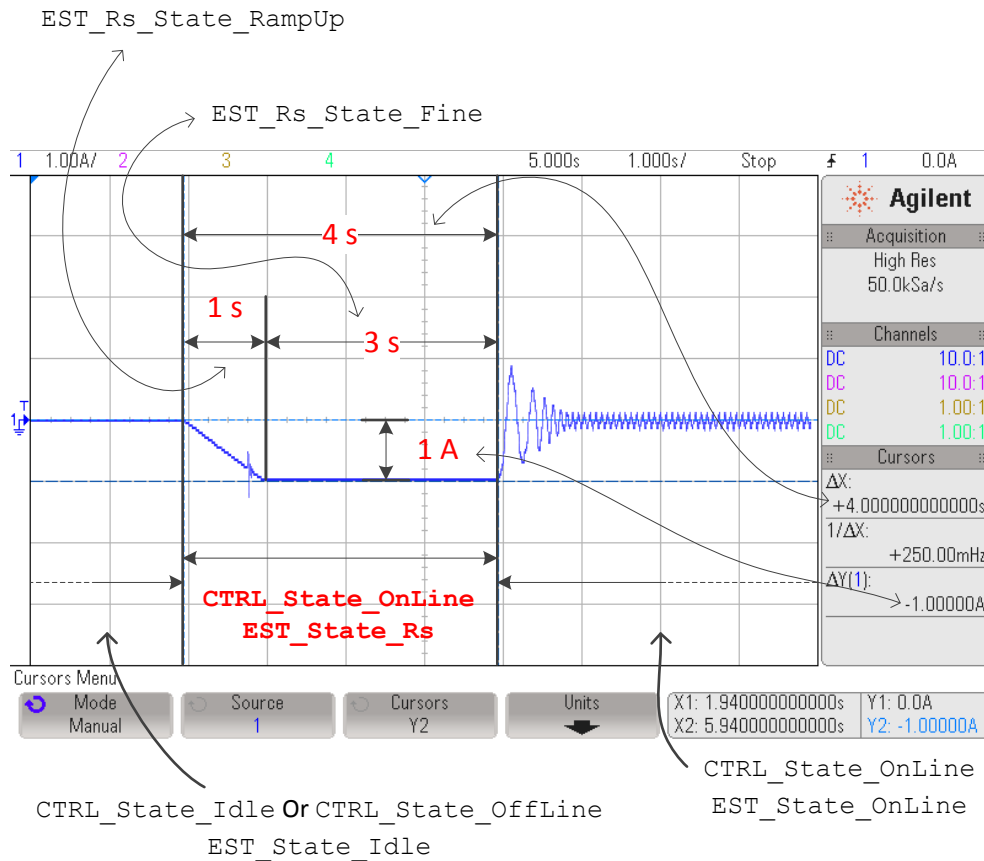 EST_Rs_State_RampUp
EST_Rs_State_Fine
1 1.00A/ 2 3 4 5.000s 1.000s/ Stop 1 0.0A
Agilent
Acquisition
High Res
50.0kSa/s
Channels
DC 10.0:1
DC 10.0:1
DC 1.00:1
DC 1.00:1
Cursors
ΔX:
+4.000000000000s
1/ΔX:
+250.00mHz
ΔY(1):
-1.00000A
4 s
1 s
3 s
T
1
1 A
CTRL_State_OnLine
EST_State_Rs
Cursors Menu
Mode
Manual
Source
1
Cursors
Y2
Units
X1: 1.940000000000s
X2: 5.940000000000s
Y1: 0.0A
Y2: -1.00000A
CTRL_State_OnLine
EST_State_OnLine
CTRL_State_Idle Or CTRL_State_OffLine
EST_State_Idle